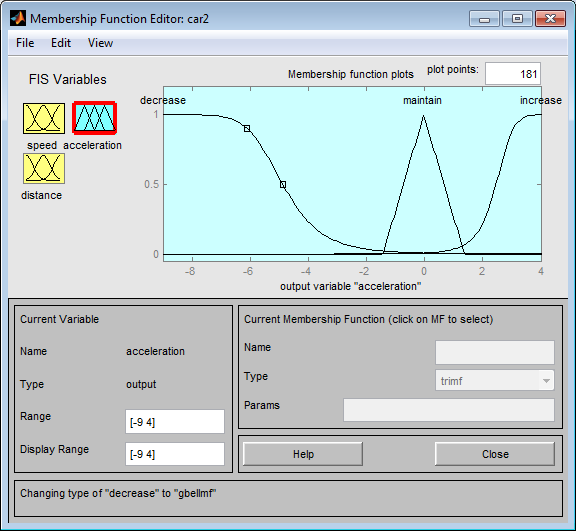 Membership Function Editor: car2
File Edit View
FIS Variables
speed acceleration
distance
Membership function plots plot points: 181
decrease maintain increase
1
0.5
0
-8 -6 -4 -2 0 2 4
output variable "acceleration"
Current Variable
Name acceleration
Type output
Range [-9 4]
Display Range [-9 4]
Current Membership Function (click on MF to select)
Name
Type trimf
Params
Help Close
Changing type of "decrease" to "gbellmf"